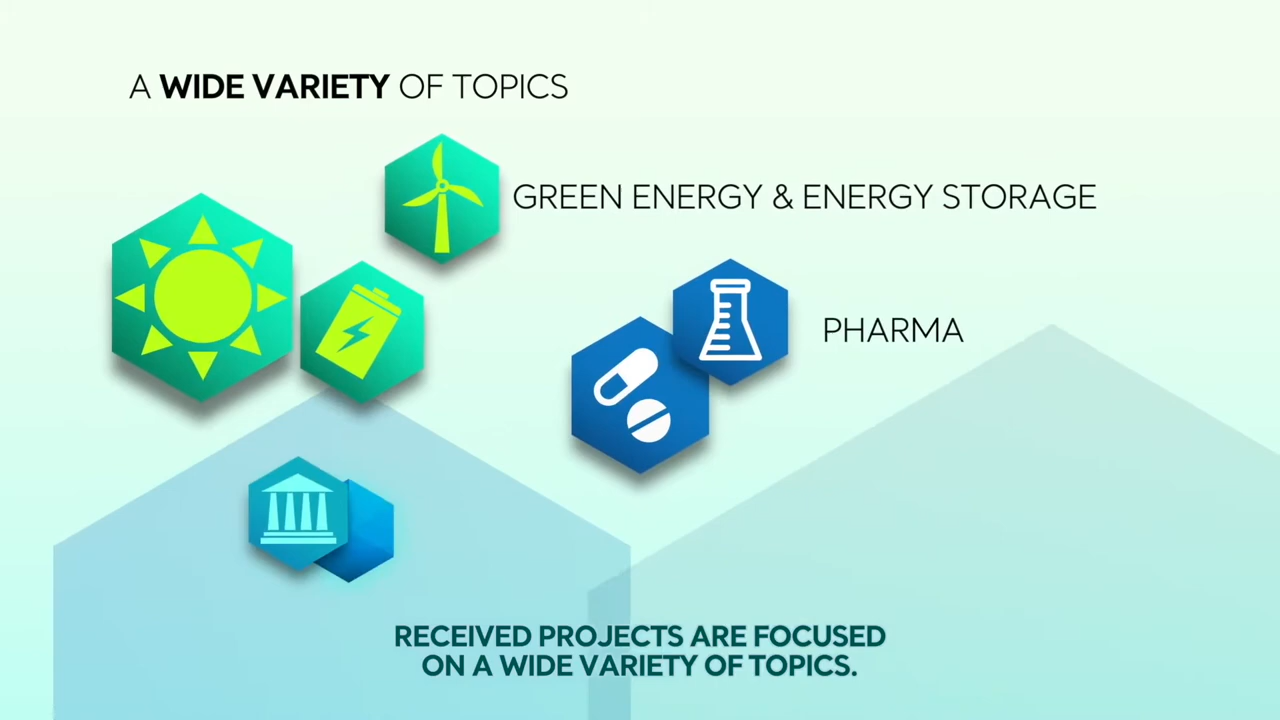 A WIDE VARIETY OF TOPICS
GREEN ENERGY & ENERGY STORAGE
PHARMA
RECEIVED PROJECTS ARE FOCUSED
ON A WIDE VARIETY OF TOPICS.